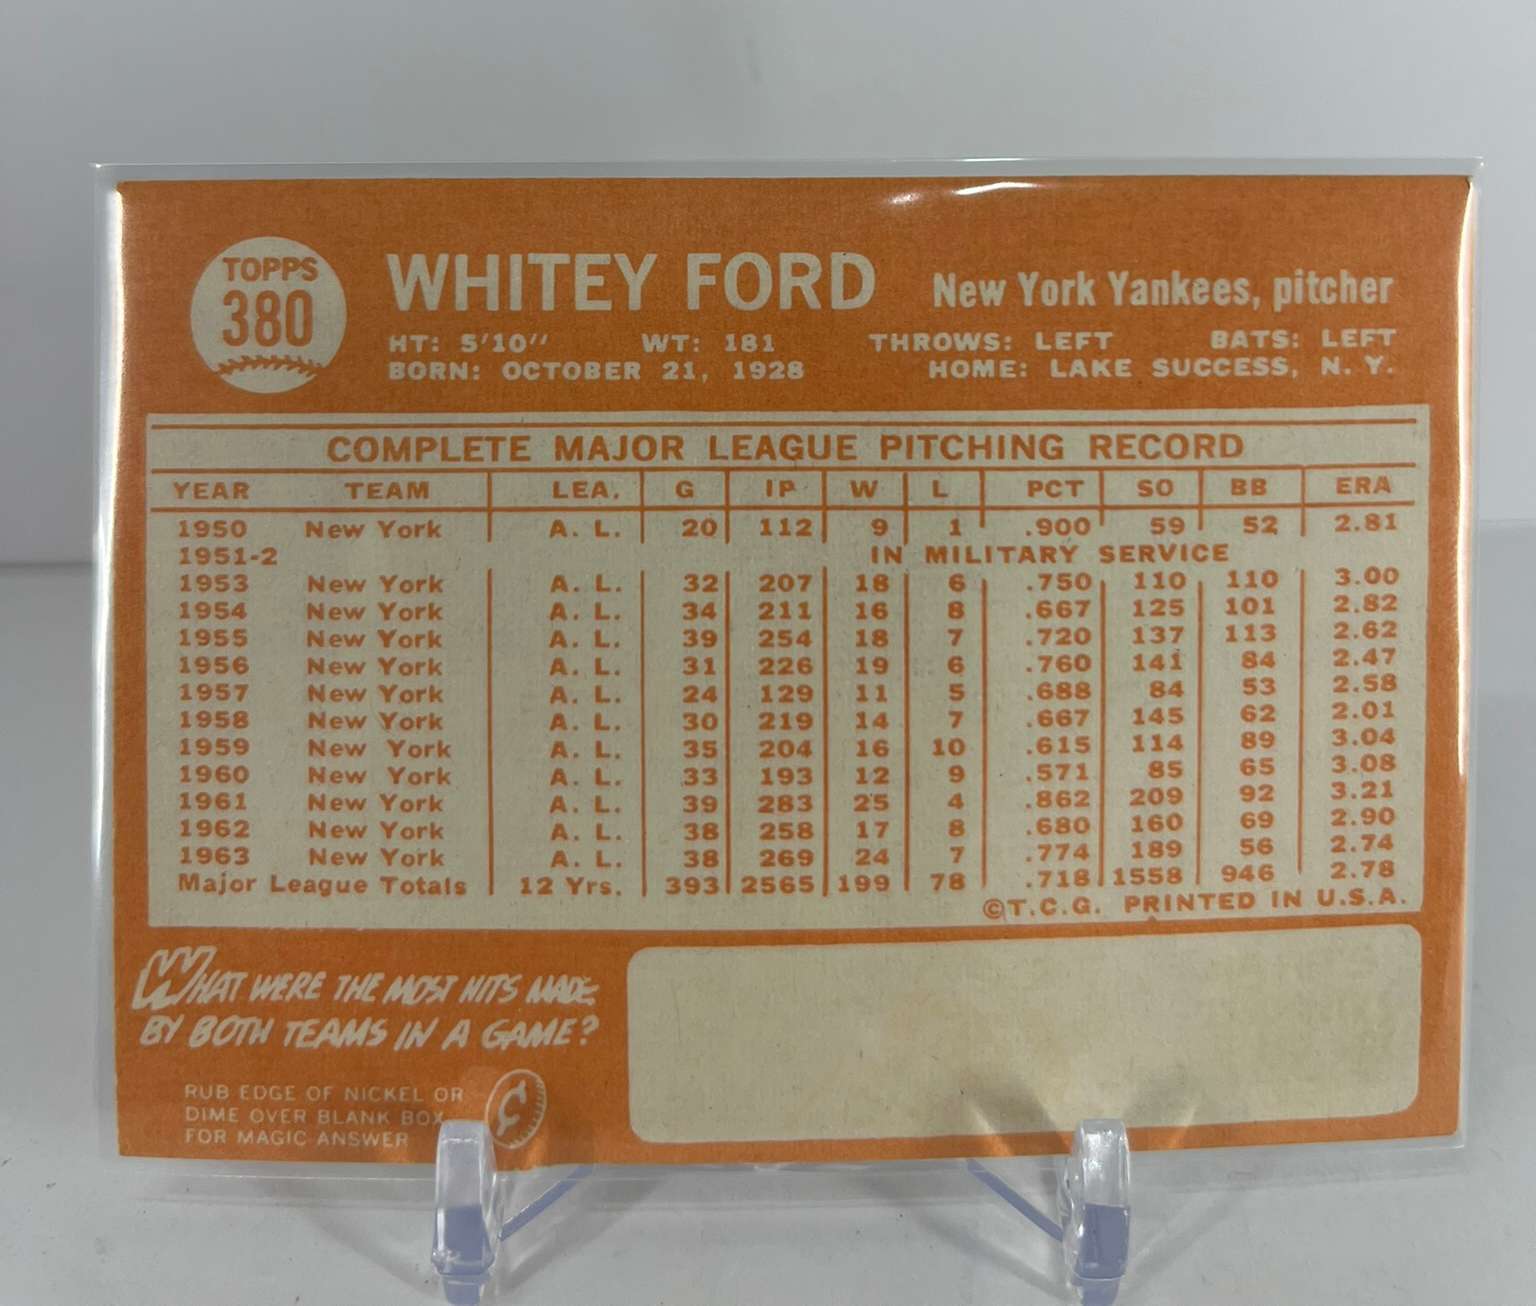 TOPPS
380
WHITEY FORD New York Yankees, pitcher
HT: 5'10" WT: 181 THROWS: LEFT BATS: LEFT
BORN: OCTOBER 21, 1928 HOME: LAKE SUCCESS, N. Y.
COMPLETE MAJOR LEAGUE PITCHING RECORD
YEAR TEAM LEA. G IP W L PCT SO BB ERA
1950 New York A. L. 20 112 9 1 .900 59 52 2.81
1951-2 IN MILITARY SERVICE
1953 New York A. L. 32 207 18 6 .750 110 110 3.00
1954 New York A. L. 34 211 16 8 .667 125 101 2.82
1955 New York A. L. 39 254 18 7 .720 137 113 2.62
1956 New York A. L. 31 226 19 6 .760 141 84 2.47
1957 New York A. L. 24 129 11 5 .688 84 53 2.58
1958 New York A. L. 30 219 14 7 .667 145 62 2.01
1959 New York A. L. 35 204 16 10 .615 114 89 3.04
1960 New York A. L. 33 193 12 9 .571 85 65 3.08
1961 New York A. L. 39 283 25 4 .862 209 92 3.21
1962 New York A. L. 38 258 17 8 .680 160 69 2.90
1963 New York A. L. 38 269 24 7 .774 189 56 2.74
Major League Totals 12 Yrs. 393 2565 199 78 .718 1558 946 2.78
©T.C.G. PRINTED IN U.S.A.
WHAT WERE THE MOST HITS MADE
BY BOTH TEAMS IN A GAME?
RUB EDGE OF NICKEL OR
DIME OVER BLANK BOX
FOR MAGIC ANSWER
¢